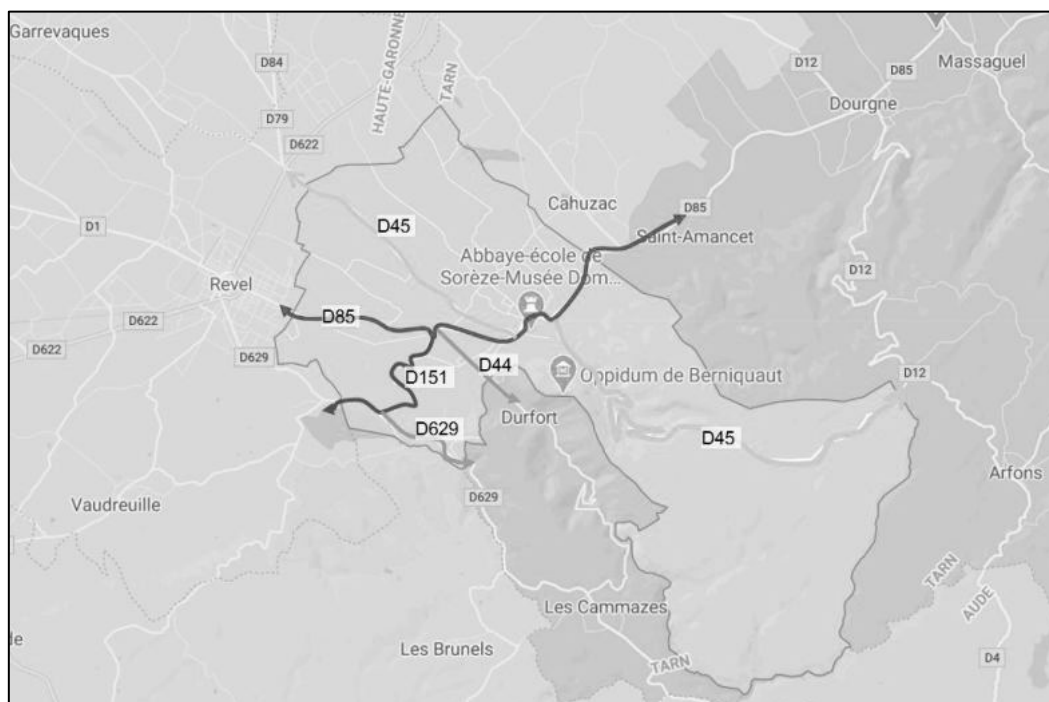 Garrevaques
D84
HAUTE-GARONNE
TARN
D12
D85
Massaguel
Dourgne
D79
D622
Cahuzac
D85
Saint-Amancet
D1
D45
Abbaye-école de
Sorèze-Musée Dom...
D12
Revel
D85
D622
D622
D629
D44
D151
Oppidum de Berniquaut
D12
Durfort
D629
D45
Arfons
Vaudreuille
D629
TARN
AUDE
Les Cammazes
Les Brunels
TARN
D4
de